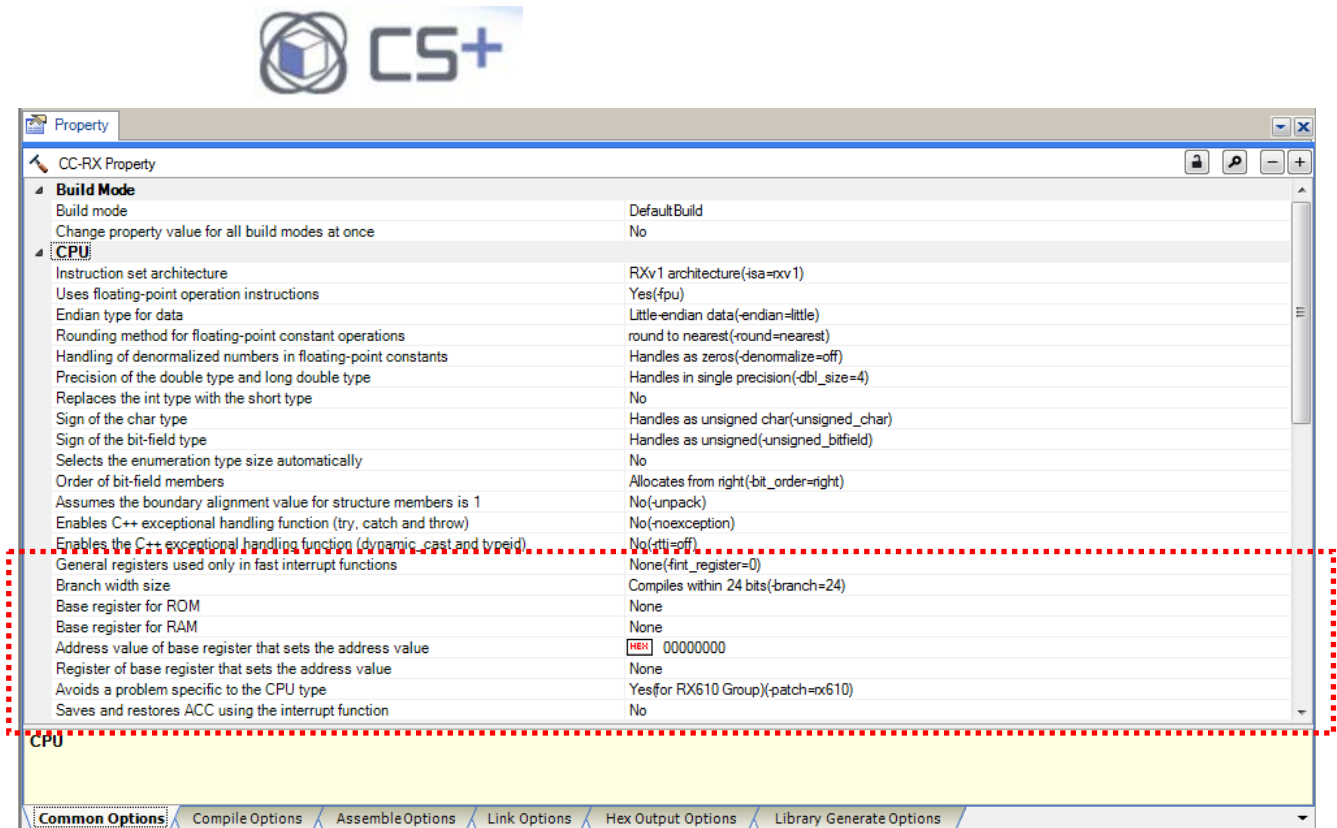 CS+
Property
CC-RX Property
Build Mode
Build mode DefaultBuild
Change property value for all build modes at once No
CPU
Instruction set architecture RXv1 architecture(-isa=rxv1)
Uses floating-point operation instructions Yes(-fpu)
Endian type for data Little-endian data(-endian=little)
Rounding method for floating-point constant operations round to nearest(-round=nearest)
Handling of denormalized numbers in floating-point constants Handles as zeros(-denormalize=off)
Precision of the double type and long double type Handles in single precision(-dbl_size=4)
Replaces the int type with the short type No
Sign of the char type Handles as unsigned char(-unsigned_char)
Sign of the bit-field type Handles as unsigned(-unsigned_bitfield)
Selects the enumeration type size automatically No
Order of bit-field members Allocates from right(-bit_order=right)
Assumes the boundary alignment value for structure members is 1 No(-unpack)
Enables C++ exceptional handling function (try, catch and throw) No(-noexception)
Enables the C++ exceptional handling function (dynamic_cast and typeid) No(-rtti=off)
General registers used only in fast interrupt functions None(-fint_register=0)
Branch width size Compiles within 24 bits(-branch=24)
Base register for ROM None
Base register for RAM None
Address value of base register that sets the address value HEX 00000000
Register of base register that sets the address value None
Avoids a problem specific to the CPU type Yes(for RX610 Group)(-patch=rx610)
Saves and restores ACC using the interrupt function No
CPU
Common Options Compile Options Assemble Options Link Options Hex Output Options Library Generate Options